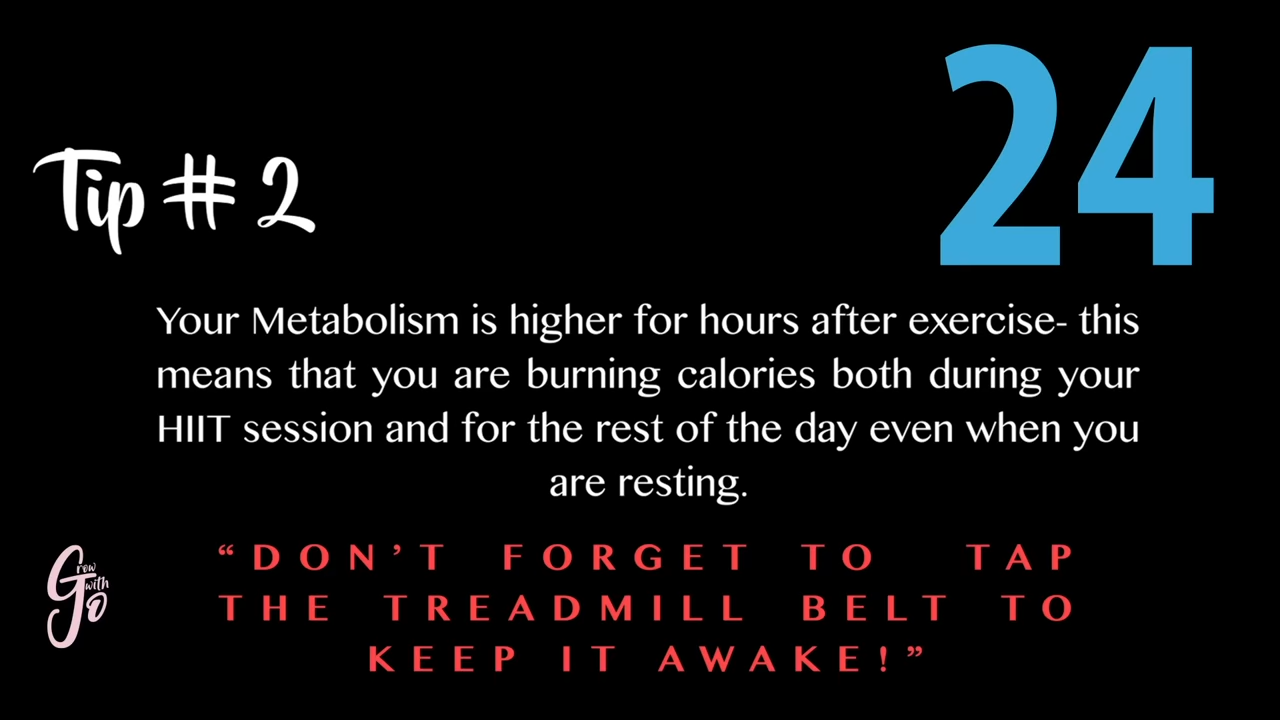 24
Tip # 2
Your Metabolism is higher for hours after exercise- this
means that you are burning calories both during your
HIIT session and for the rest of the day even when you
are resting.
“DON’T FORGET TO TAP
THE TREADMILL BELT TO
KEEP IT AWAKE!”
Grow
with
Jo